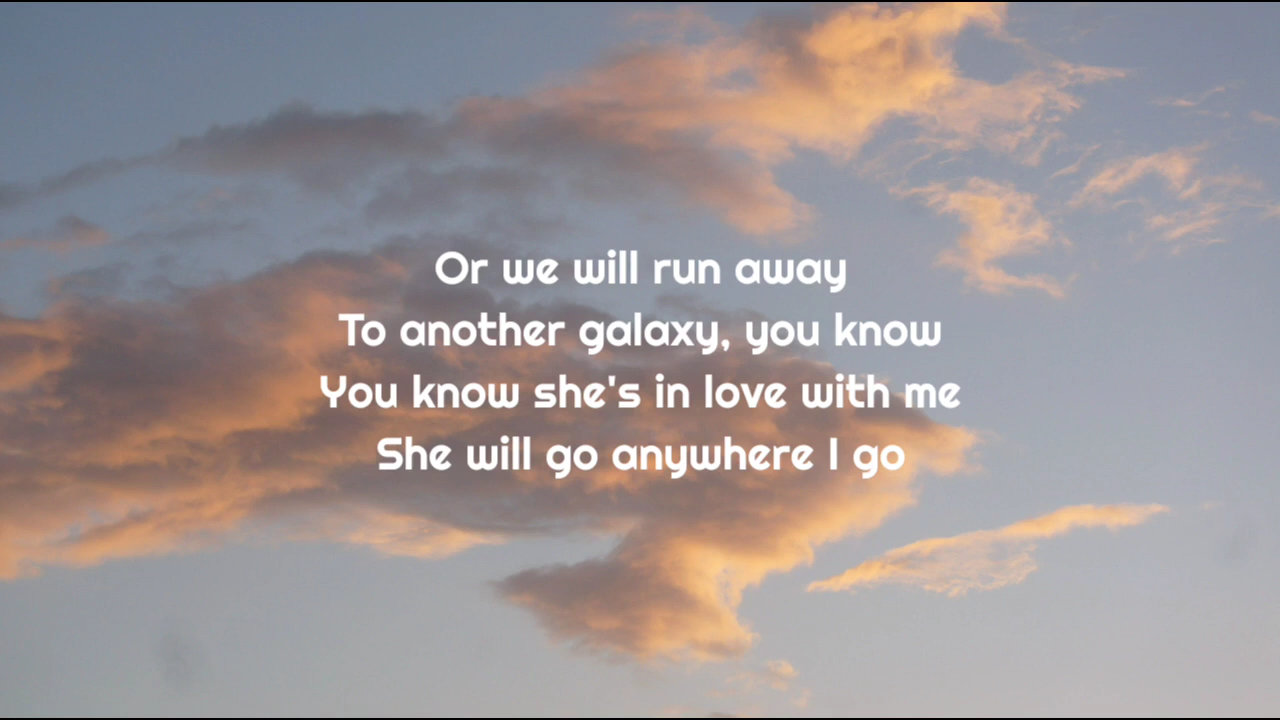 Or we will run away
To another galaxy, you know
You know she's in love with me
She will go anywhere I go